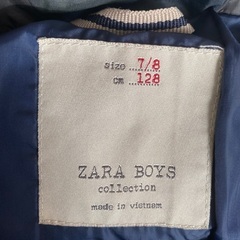 size 7/8
cm 128
ZARA BOYS
collection
made in vietnam